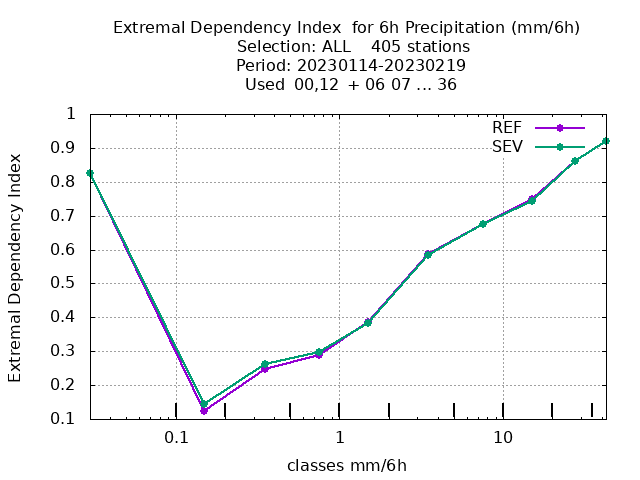 Extremal Dependency Index  for 6h Precipitation (mm/6h)
Selection: ALL    405 stations
Period: 20230114-20230219
Used  00,12  + 06 07 ... 36
REF
SEV
1
0.9
0.8
0.7
0.6
0.5
0.4
0.3
0.2
0.1
Extremal Dependency Index
0.1
1
10
classes mm/6h